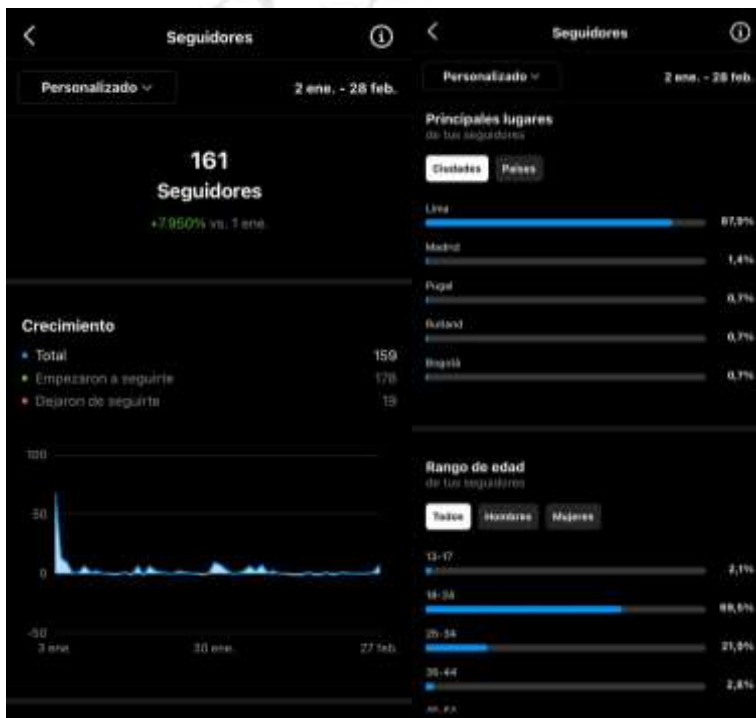 Seguidores
Personalizado
2 ene. - 28 feb.
161
Seguidores
+7.950% vs. 1 ene.
Crecimiento
Total 159
Empezaron a seguirte 178
Dejaron de seguirte 19
100
50
0
-50
3 ene. 30 ene. 27 feb.
Seguidores
Personalizado
2 ene. - 28 feb.
Principales lugares
de tus seguidores
Ciudades Países
Lima
87,9%
Madrid
1,4%
0,7%
Rutland
0,7%
Bogotá
0,7%
Rango de edad
de tus seguidores
Todos Hombres Mujeres
13-17
2,1%
69,5%
25-34
21,9%
35-44
2,8%